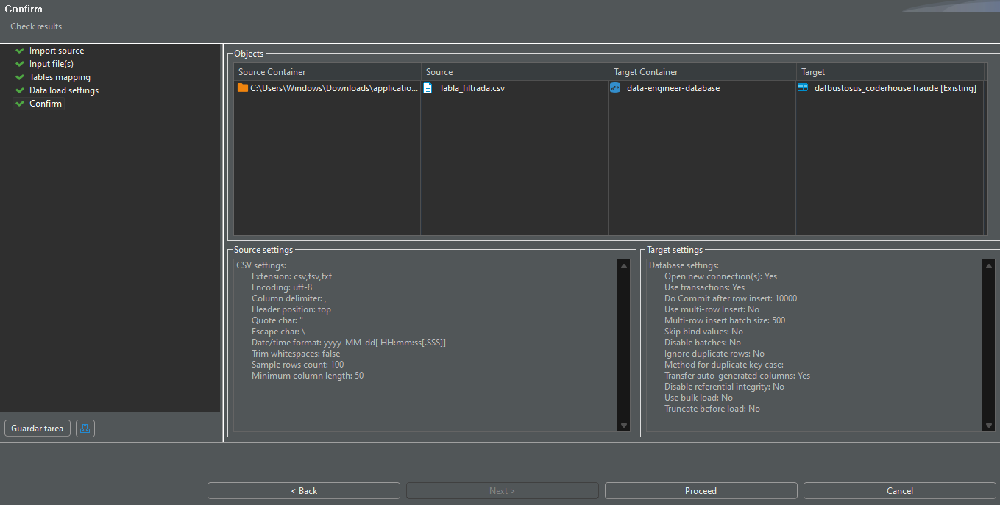 Confirm
Check results
Import source
Input file(s)
Tables mapping
Data load settings
Confirm
Guardar tarea
Objects
Source Container Source Target Container Target
C:\Users\Windows\Downloads\applicatio... Tabla_filtrada.csv data-engineer-database dafbustosus_coderhouse.fraude [Existing]
Source settings
CSV settings:
Extension: csv,tsv,txt
Encoding: utf-8
Column delimiter: ,
Header position: top
Quote char: "
Escape char: \
Date/time format: yyyy-MM-dd[ HH:mm:ss[.SSS]]
Trim whitespaces: false
Sample rows count: 100
Minimum column length: 50
Target settings
Database settings:
Open new connection(s): Yes
Use transactions: Yes
Do Commit after row insert: 10000
Use multi-row Insert: No
Multi-row insert batch size: 500
Skip bind values: No
Disable batches: No
Ignore duplicate rows: No
Method for duplicate key case:
Transfer auto-generated columns: Yes
Disable referential integrity: No
Use bulk load: No
Truncate before load: No
< Back Next > Proceed Cancel